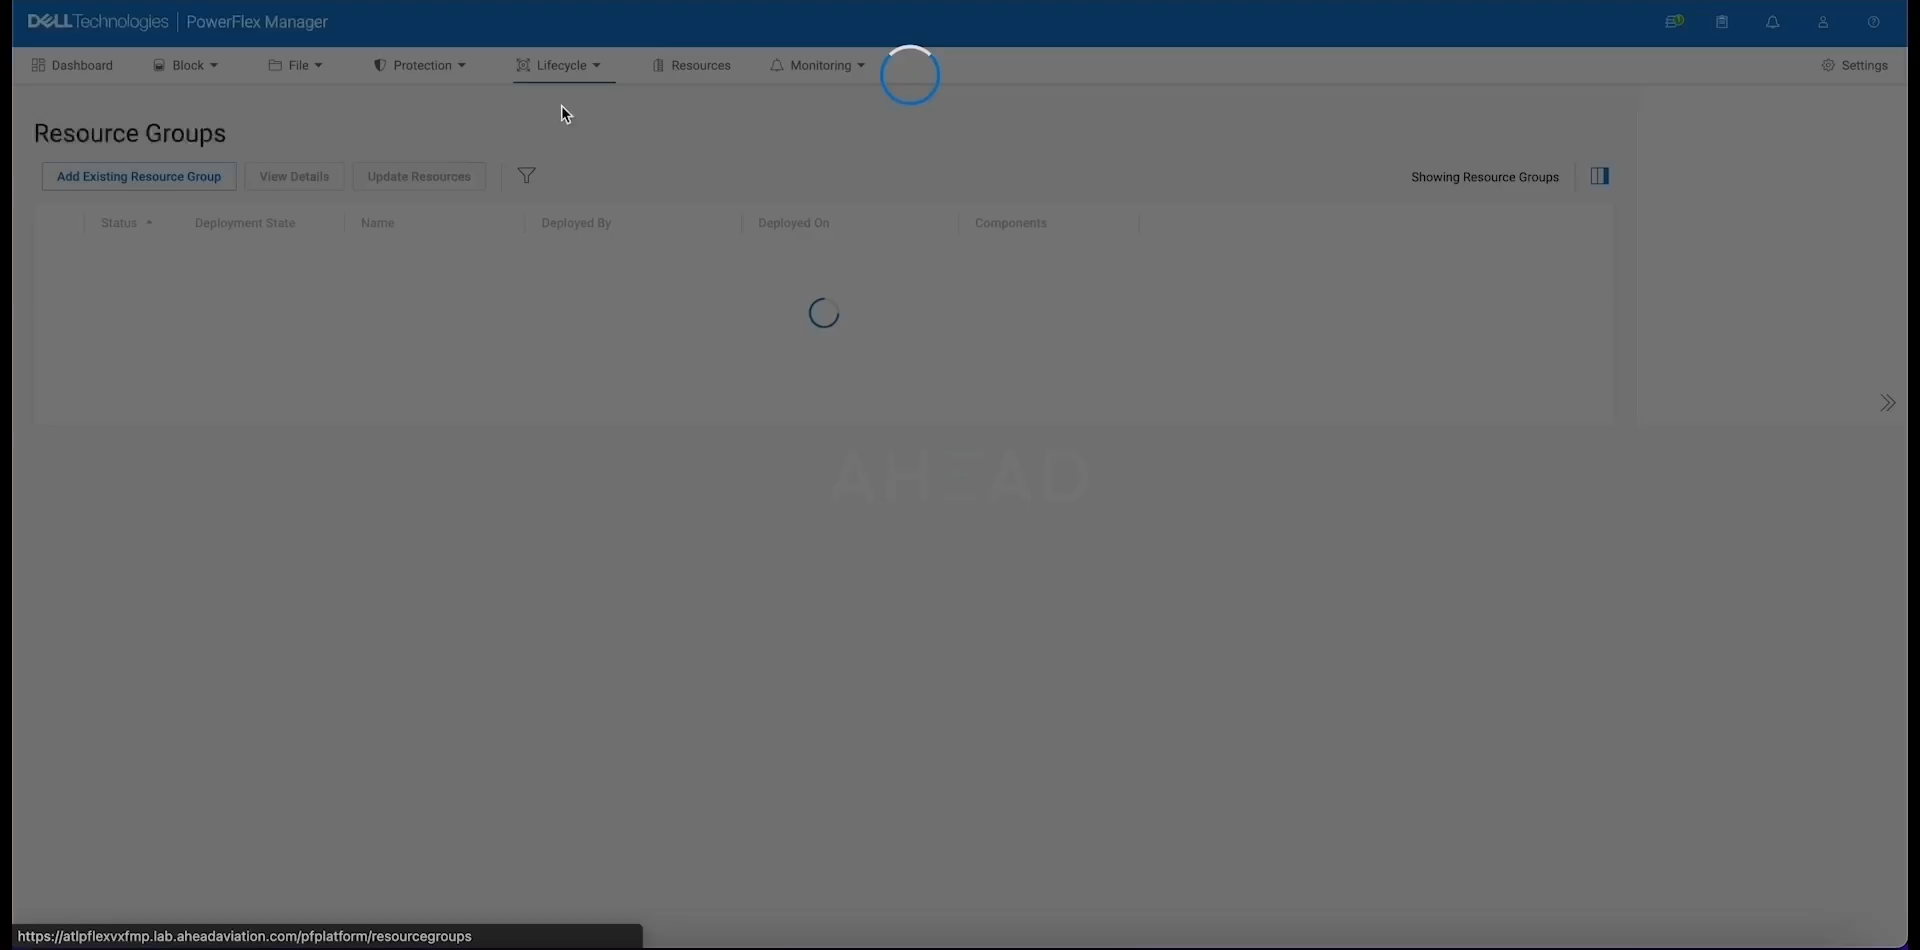 DELLTechnologies | PowerFlex Manager
Dashboard Block File Protection Lifecycle Resources Monitoring Settings
Resource Groups
Add Existing Resource Group View Details Update Resources Showing Resource Groups
Status Deployment State Name Deployed By Deployed On Components
AHEAD
https://atlpflexvxfmp.lab.aheadaviation.com/pfplatform/resourcegroups